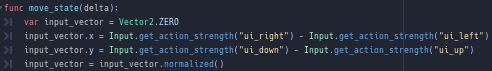 func move_state(delta):
var input_vector = Vector2.ZERO
input_vector.x = Input.get_action_strength("ui_right") - Input.get_action_strength("ui_left")
input_vector.y = Input.get_action_strength("ui_down") - Input.get_action_strength("ui_up")
input_vector = input_vector.normalized()